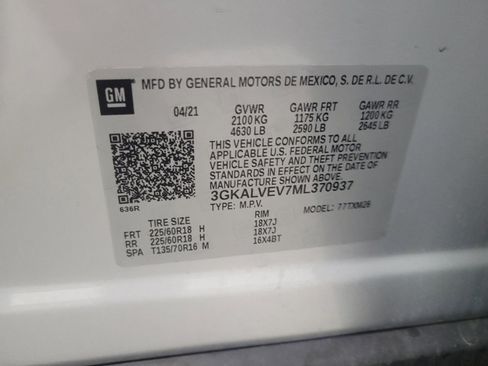 GM
MFD BY GENERAL MOTORS DE MEXICO, S. DE R.L. DE C.V.
04/21 GVWR GAWR FRT GAWR RR
2100 KG 1175 KG 1200 KG
4630 LB 2590 LB 2645 LB
THIS VEHICLE CONFORMS TO ALL
APPLICABLE U.S. FEDERAL MOTOR
VEHICLE SAFETY AND THEFT PREVENTION
STANDARDS IN EFFECT ON THE DATE OF
MANUFACTURE SHOWN ABOVE.
3GKALVEV7ML370937
636R
TYPE: M.P.V. MODEL: 77TXM26
TIRE SIZE RIM
FRT 225/60R18 H 18X7J
RR 225/60R18 H 18X7J
SPA T135/70R16 M 16X4BT